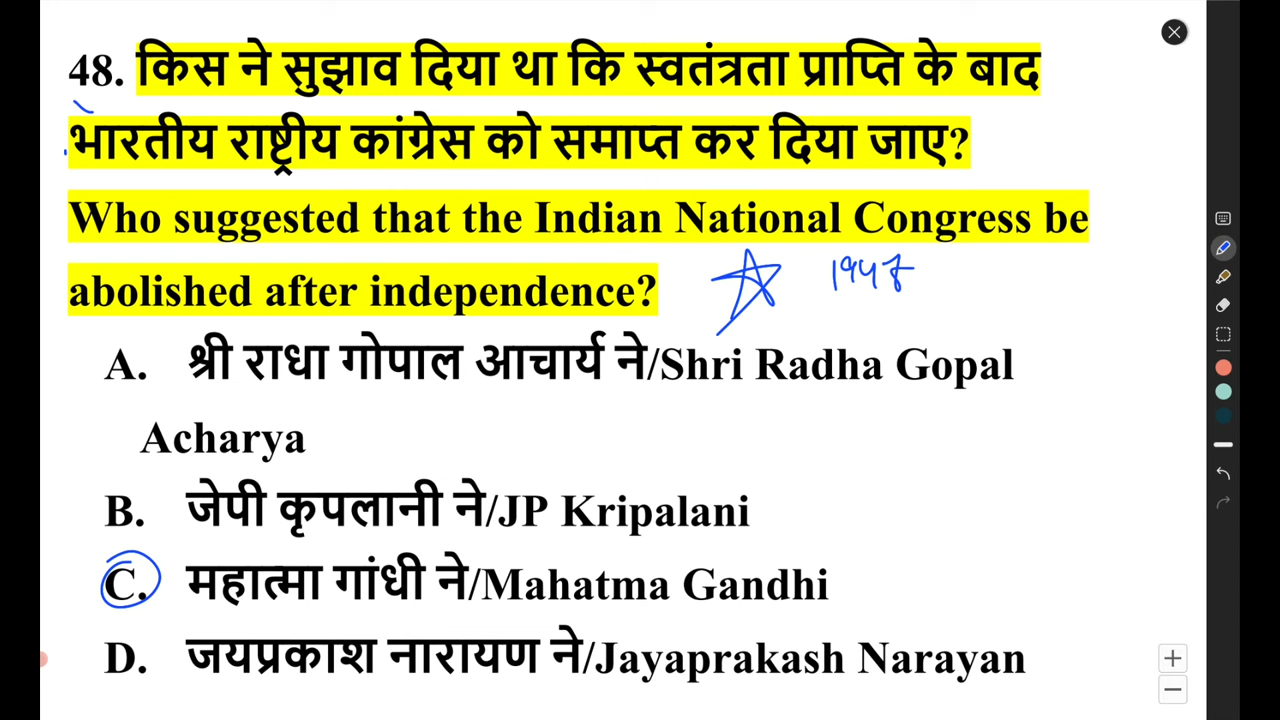 48. किस ने सुझाव दिया था कि स्वतंत्रता प्राप्ति के बाद
भारतीय राष्ट्रीय कांग्रेस को समाप्त कर दिया जाए?
Who suggested that the Indian National Congress be
abolished after independence?
1947
A. श्री राधा गोपाल आचार्य ने/Shri Radha Gopal
Acharya
B. जेपी कृपलानी ने/JP Kripalani
C. महात्मा गांधी ने/Mahatma Gandhi
D. जयप्रकाश नारायण ने/Jayaprakash Narayan